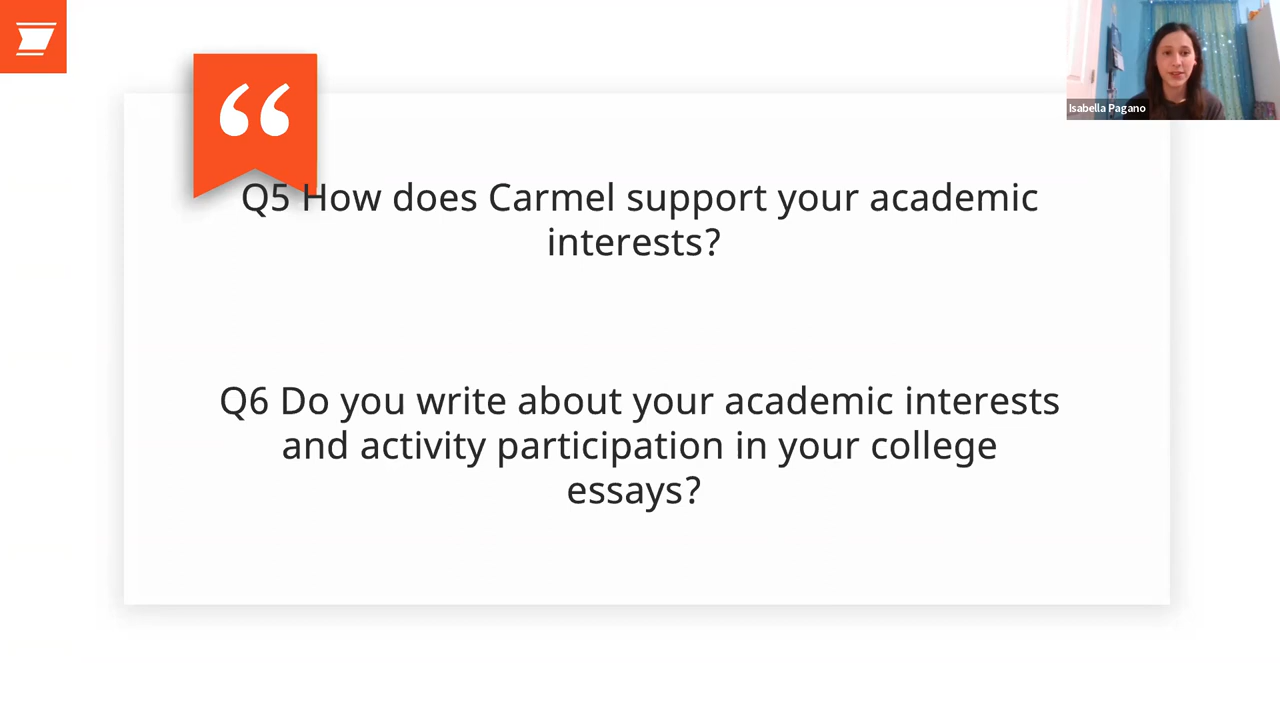 Isabella Pagano
Q5 How does Carmel support your academic
interests?
Q6 Do you write about your academic interests
and activity participation in your college
essays?